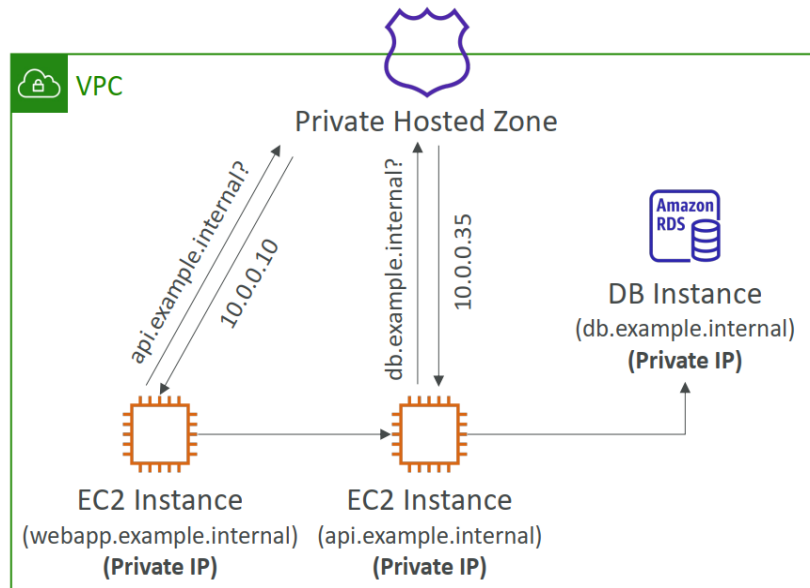 VPC
Private Hosted Zone
api.example.internal?
10.0.0.10
db.example.internal?
10.0.0.35
Amazon
RDS
DB Instance
(db.example.internal)
(Private IP)
EC2 Instance
(webapp.example.internal)
(Private IP)
EC2 Instance
(api.example.internal)
(Private IP)